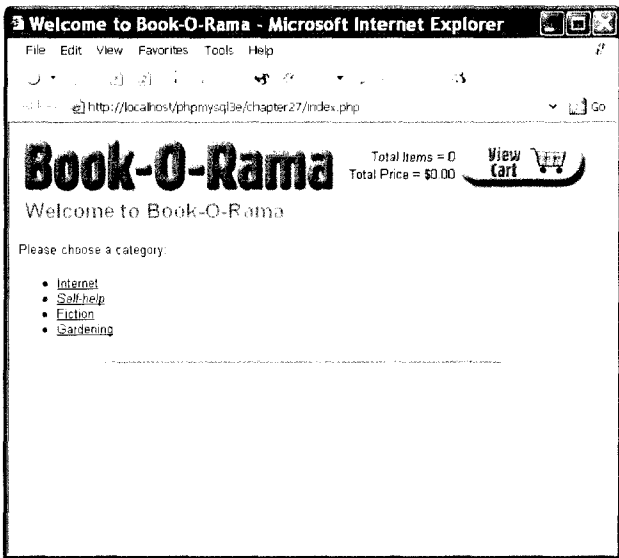 Welcome to Book-O-Rama - Microsoft Internet Explorer
File Edit View Favorites Tools Help
http://localhost/phpmysql3e/chapter27/index.php
Go
Book-O-Rama
Total Items = 0
Total Price = $0.00
View Cart
Welcome to Book-O-Rama
Please choose a category:
• Internet
• Self-help
• Fiction
• Gardening